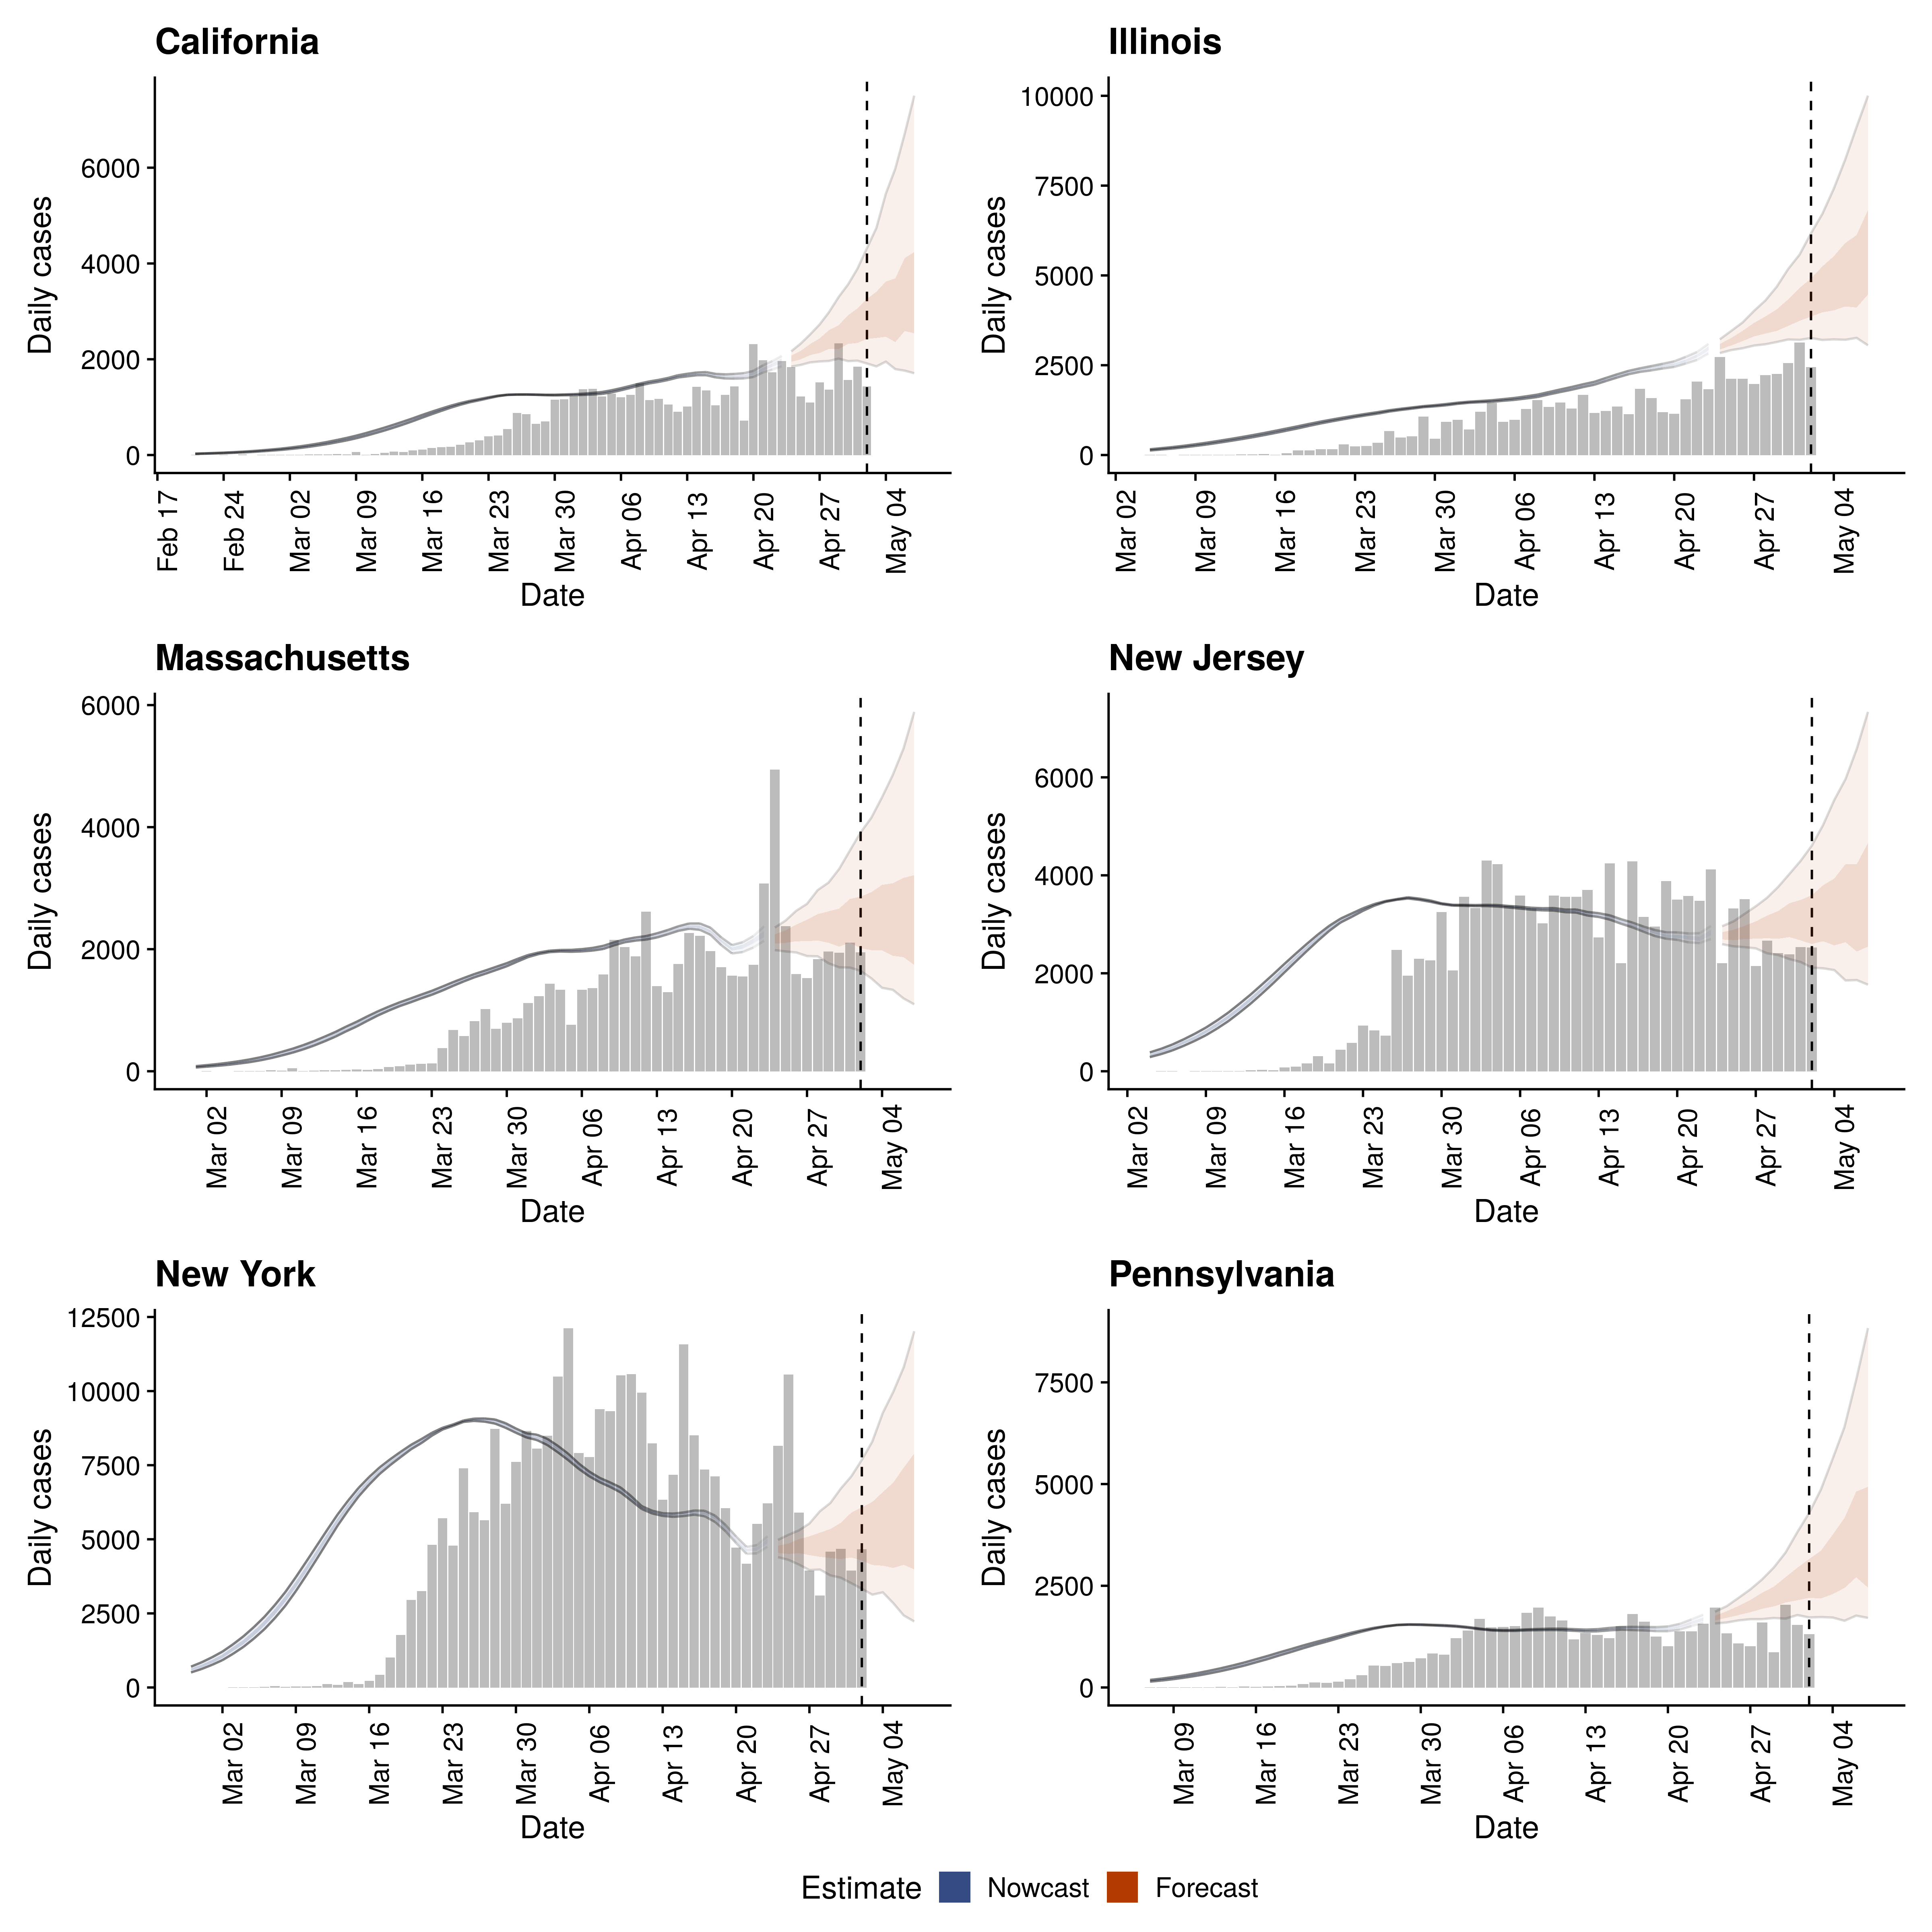 California
Daily cases
6000
4000
2000
0
Feb 17
Feb 24
Mar 02
Mar 09
Mar 16
Mar 23
Mar 30
Apr 06
Apr 13
Apr 20
Apr 27
May 04
Date
Illinois
Daily cases
10000
7500
5000
2500
0
Mar 02
Mar 09
Mar 16
Mar 23
Mar 30
Apr 06
Apr 13
Apr 20
Apr 27
May 04
Date
Massachusetts
Daily cases
6000
4000
2000
0
Mar 02
Mar 09
Mar 16
Mar 23
Mar 30
Apr 06
Apr 13
Apr 20
Apr 27
May 04
Date
New Jersey
Daily cases
6000
4000
2000
0
Mar 02
Mar 09
Mar 16
Mar 23
Mar 30
Apr 06
Apr 13
Apr 20
Apr 27
May 04
Date
New York
Daily cases
12500
10000
7500
5000
2500
0
Mar 02
Mar 09
Mar 16
Mar 23
Mar 30
Apr 06
Apr 13
Apr 20
Apr 27
May 04
Date
Pennsylvania
Daily cases
7500
5000
2500
0
Mar 09
Mar 16
Mar 23
Mar 30
Apr 06
Apr 13
Apr 20
Apr 27
May 04
Date
Estimate Nowcast Forecast